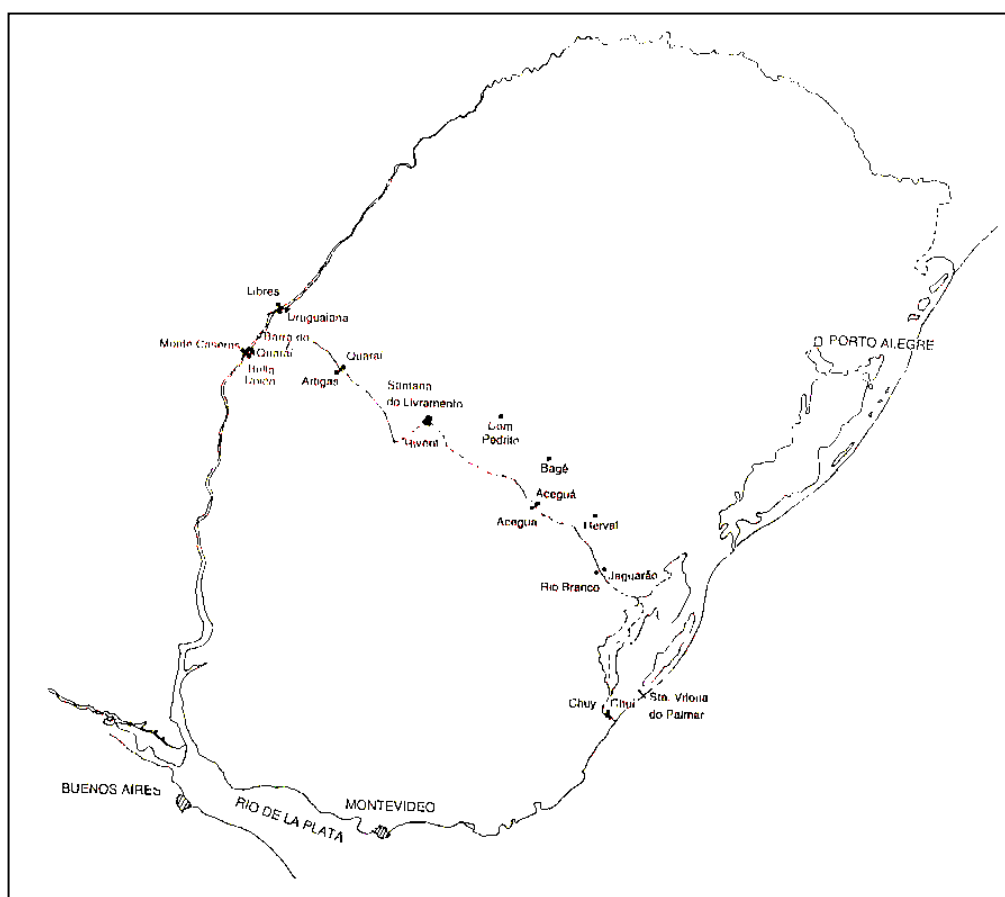 Libres
Uruguaiana
Barra do
Quaraí
Monte Caseros
Bella
Unión
Quaraí
Artigas
Santana
do Livramento
Rivera
Dom
Pedrito
Bagé
Aceguá
Acegua
Herval
Jaguarão
Rio Branco
PORTO ALEGRE
Chuy
Chuí
Sta. Vitória
do Palmar
BUENOS AIRES
RIO DE LA PLATA
MONTEVIDEO